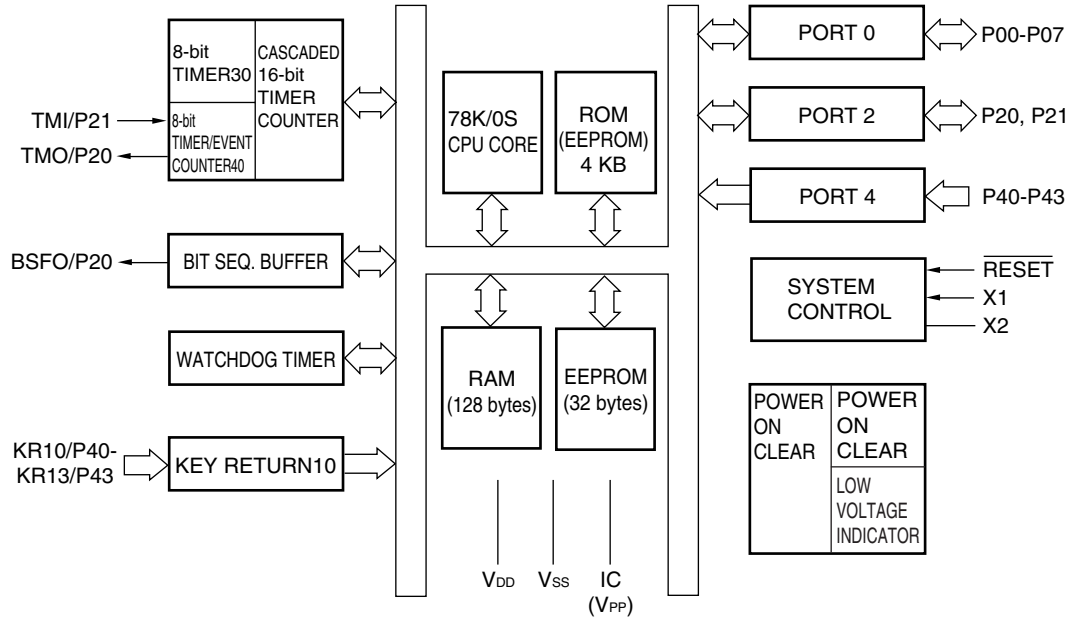 8-bit
TIMER30
CASCADED
16-bit
TIMER
COUNTER
8-bit
TIMER/EVENT
COUNTER40
TMI/P21
TMO/P20
BSFO/P20
BIT SEQ. BUFFER
WATCHDOG TIMER
KR10/P40-
KR13/P43
KEY RETURN10
78K/0S
CPU CORE
ROM
(EEPROM)
4 KB
RAM
(128 bytes)
EEPROM
(32 bytes)
VDD
VSS
IC
(VPP)
PORT 0
P00-P07
PORT 2
P20, P21
PORT 4
P40-P43
SYSTEM
CONTROL
RESET
X1
X2
POWER
ON
CLEAR
POWER
ON
CLEAR
LOW
VOLTAGE
INDICATOR